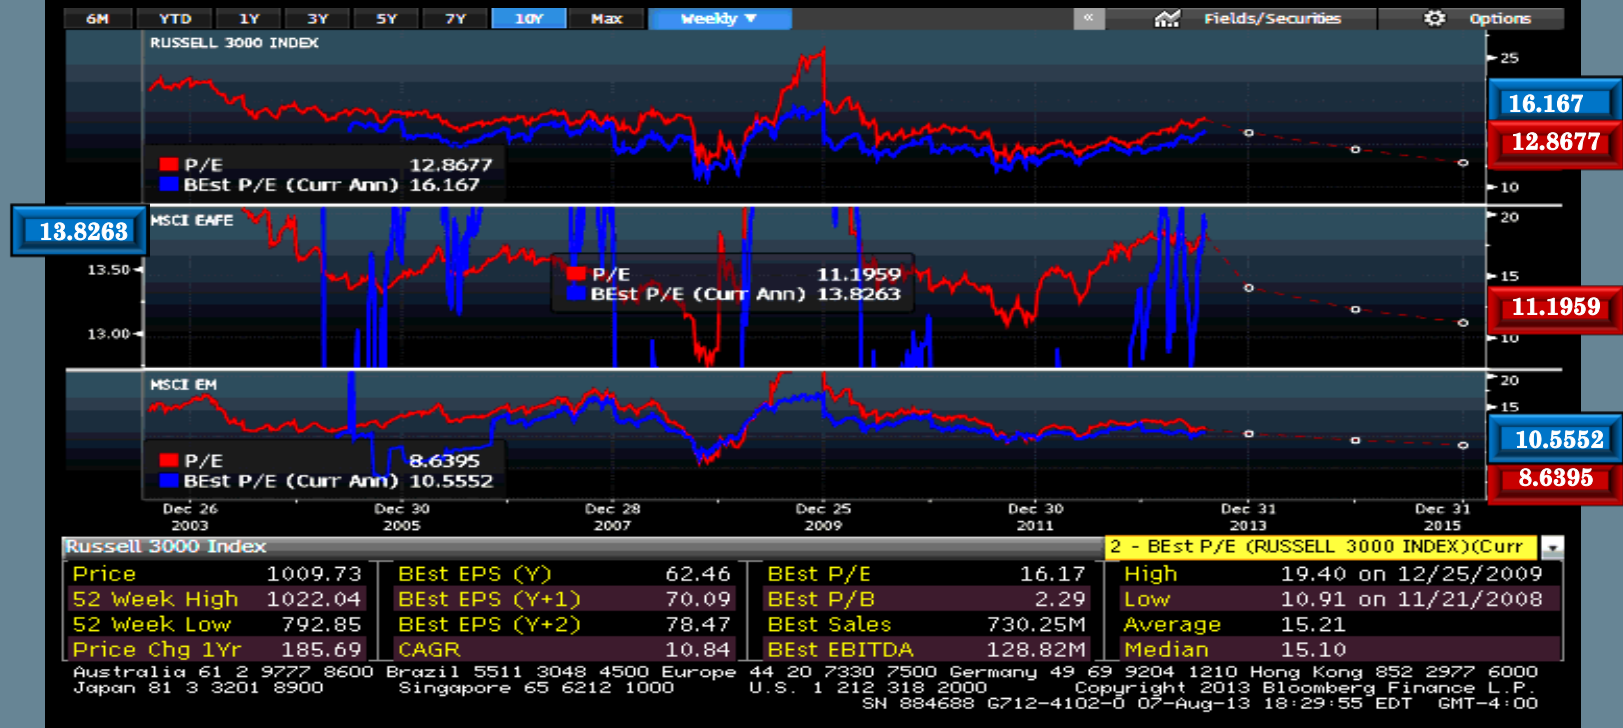 6M YTD 1Y 3Y 5Y 7Y 10Y Max Weekly ▼ « Fields/Securities Options
RUSSELL 3000 INDEX
25
16.167
12.8677
P/E 12.8677
BEst P/E (Curr Ann) 16.167
10
MSCI EAFE
20
13.8263
13.50
P/E 11.1959
15
BEst P/E (Curr Ann) 13.8263
11.1959
13.00
10
MSCI EM
20
15
10.5552
P/E 8.6395
8.6395
BEst P/E (Curr Ann) 10.5552
Dec 26 Dec 30 Dec 28 Dec 25 Dec 30 Dec 31 Dec 31
2003 2005 2007 2009 2011 2013 2015
Russell 3000 Index 2 - BEst P/E (RUSSELL 3000 INDEX)(Curr
Price 1009.73 BEst EPS (Y) 62.46 BEst P/E 16.17 High 19.40 on 12/25/2009
52 Week High 1022.04 BEst EPS (Y+1) 70.09 BEst P/B 2.29 Low 10.91 on 11/21/2008
52 Week Low 792.85 BEst EPS (Y+2) 78.47 BEst Sales 730.25M Average 15.21
Price Chg 1Yr 185.69 CAGR 10.84 BEst EBITDA 128.82M Median 15.10
Australia 61 2 9777 8600 Brazil 5511 3048 4500 Europe 44 20 7330 7500 Germany 49 69 9204 1210 Hong Kong 852 2977 6000
Japan 81 3 3201 8900 Singapore 65 6212 1000 U.S. 1 212 318 2000 Copyright 2013 Bloomberg Finance L.P.
SN 884688 G712-4102-0 07-Aug-13 18:29:55 EDT GMT-4:00